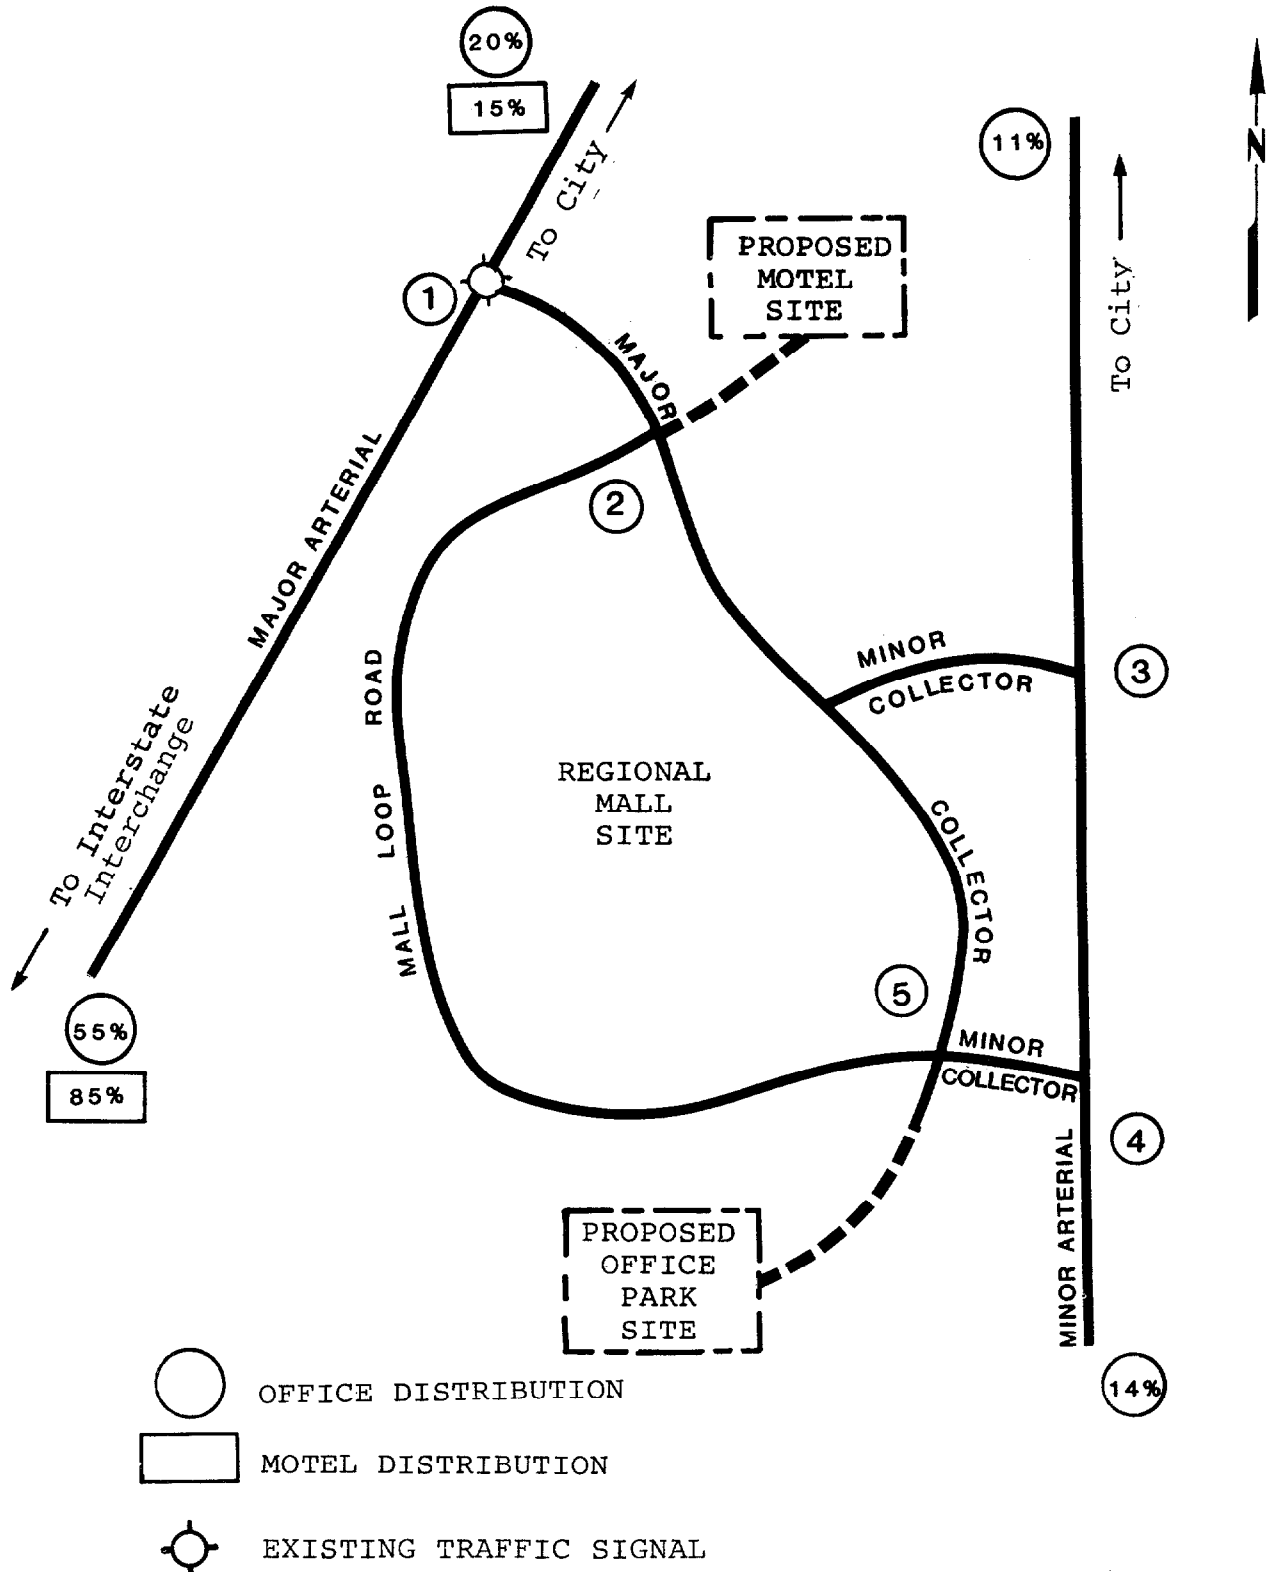 20%
15%
To City
N
11%
To City
PROPOSED
MOTEL
SITE
1
MAJOR
2
MAJOR ARTERIAL
MINOR
COLLECTOR
3
MALL LOOP ROAD
REGIONAL
MALL
SITE
COLLECTOR
To Interstate
Interchange
5
55%
85%
MINOR
COLLECTOR
4
MINOR ARTERIAL
PROPOSED
OFFICE
PARK
SITE
14%
OFFICE DISTRIBUTION
MOTEL DISTRIBUTION
EXISTING TRAFFIC SIGNAL